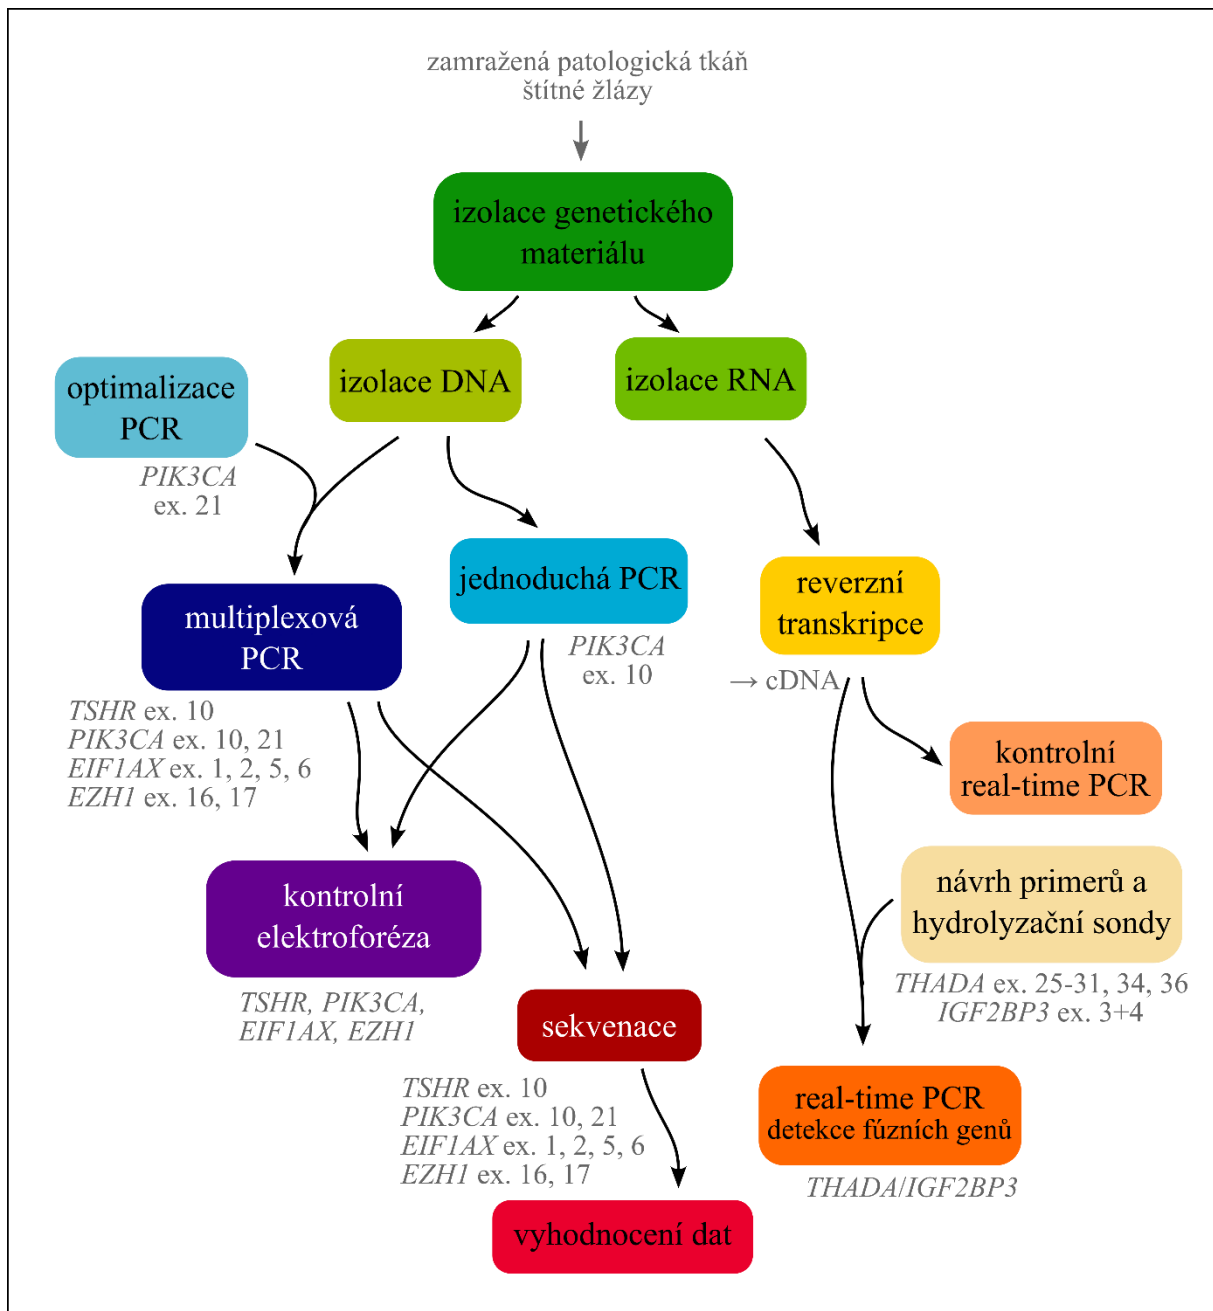 zamražená patologická tkáň
štítné žlázy
izolace genetického
materiálu
izolace DNA
izolace RNA
optimalizace
PCR
PIK3CA
ex. 21
jednoduchá PCR
PIK3CA
ex. 10
reverzní
transkripce
→ cDNA
multiplexová
PCR
TSHR ex. 10
PIK3CA ex. 10, 21
EIF1AX ex. 1, 2, 5, 6
EZH1 ex. 16, 17
kontrolní
real-time PCR
kontrolní
elektroforéza
TSHR, PIK3CA,
EIF1AX, EZH1
návrh primerů a
hydrolyzační sondy
THADA ex. 25-31, 34, 36
IGF2BP3 ex. 3+4
sekvenace
TSHR ex. 10
PIK3CA ex. 10, 21
EIF1AX ex. 1, 2, 5, 6
EZH1 ex. 16, 17
real-time PCR
detekce fúzních genů
THADA/IGF2BP3
vyhodnocení dat